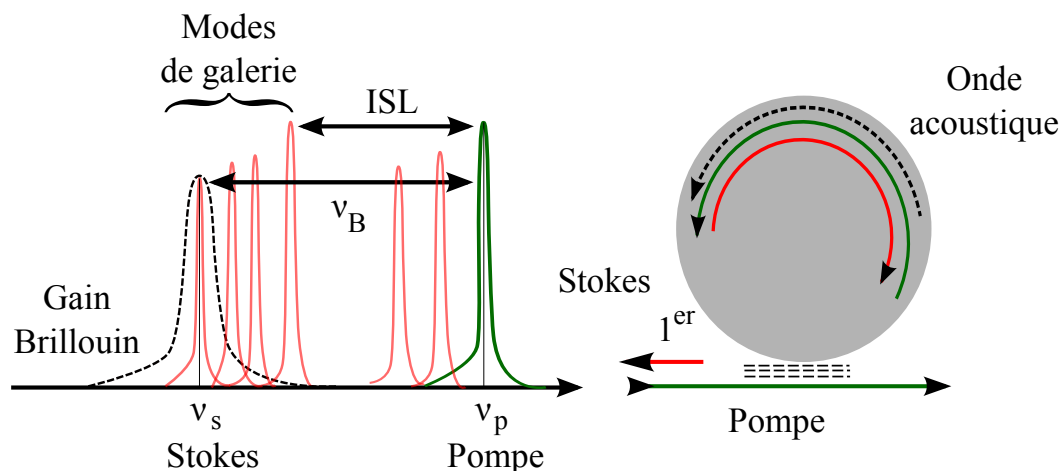 Modes
de galerie
ISL
ν_B
Gain
Brillouin
ν_s
Stokes
ν_p
Pompe
Onde
acoustique
Stokes
1^er
Pompe